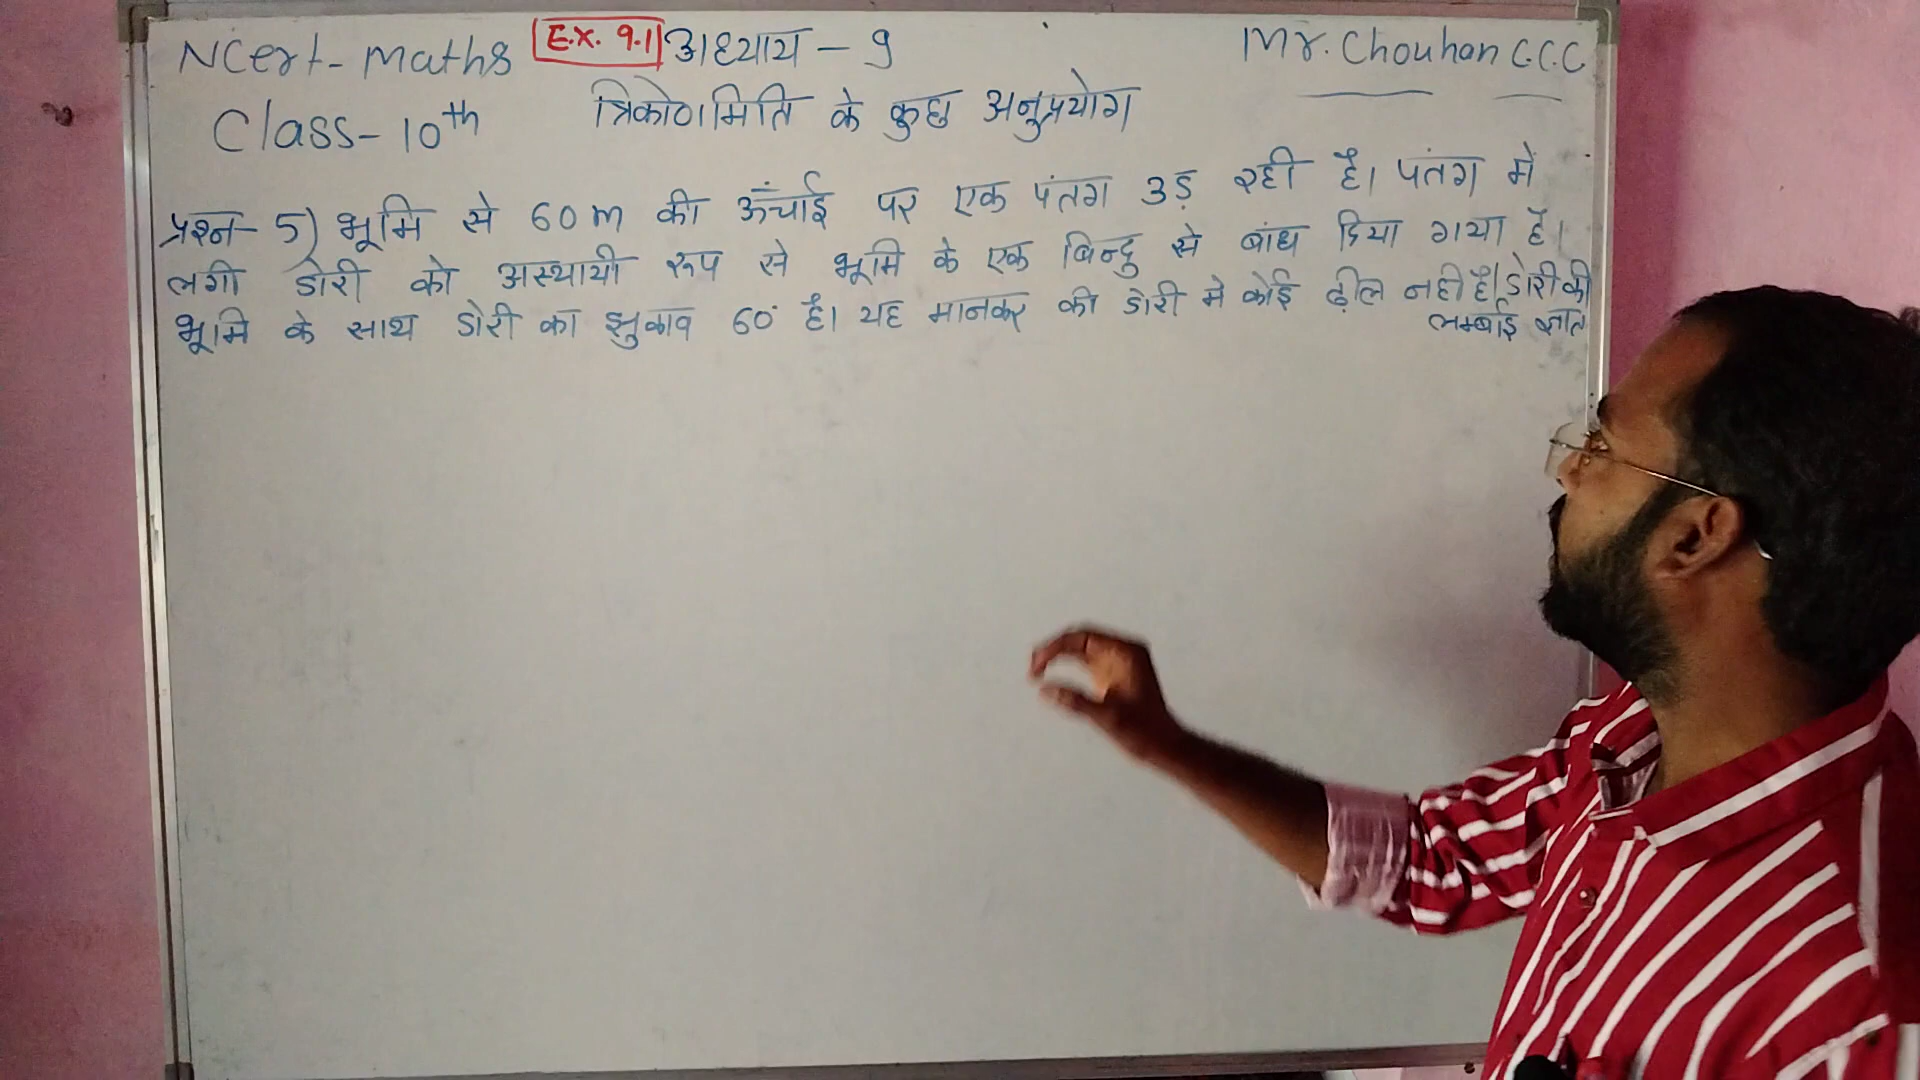 NCert- Maths E.X. 9.1 अध्याय - 9 Mr. Chouhan C.C.C
Class- 10th त्रिकोणमिति के कुछ अनुप्रयोग
प्रश्न- 5) भूमि से 60 m की ऊँचाई पर एक पंतग उड़ रही है। पतंग में
लगी डोरी को अस्थायी रूप से भूमि के एक बिन्दु से बांध दिया गया है।
भूमि के साथ डोरी का झुकाव 60° है। यह मानकर की डोरी मे कोई ढ़ील नही है। डोरी की
लम्बाई ज्ञात